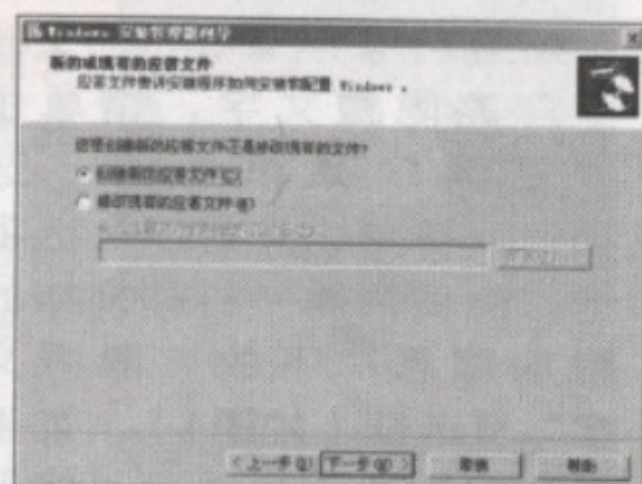 Windows 安装管理器向导
新的或现有的应答文件
应答文件告诉安装程序如何安装和配置 Windows 。
您要创建新的应答文件还是修改现有的文件?
创建新的应答文件(C)
修改现有的应答文件(M)
<上一步(B) 下一步(N) > 取消 帮助